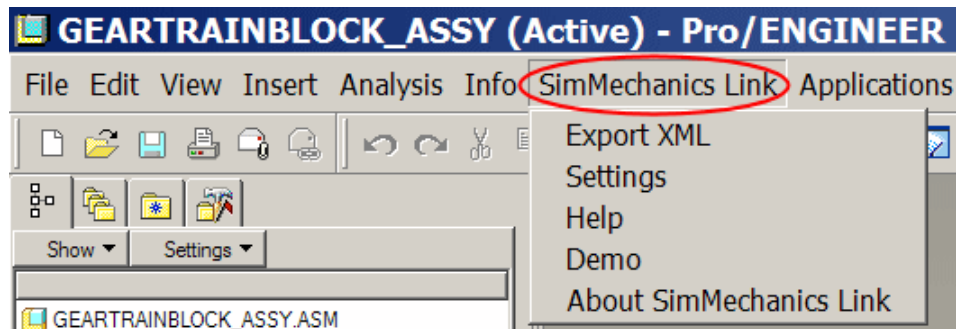 GEARTRAINBLOCK_ASSY (Active) - Pro/ENGINEER
File Edit View Insert Analysis Info SimMechanics Link Applications
Export XML
Settings
Help
Demo
About SimMechanics Link
Show Settings
GEARTRAINBLOCK_ASSY.ASM